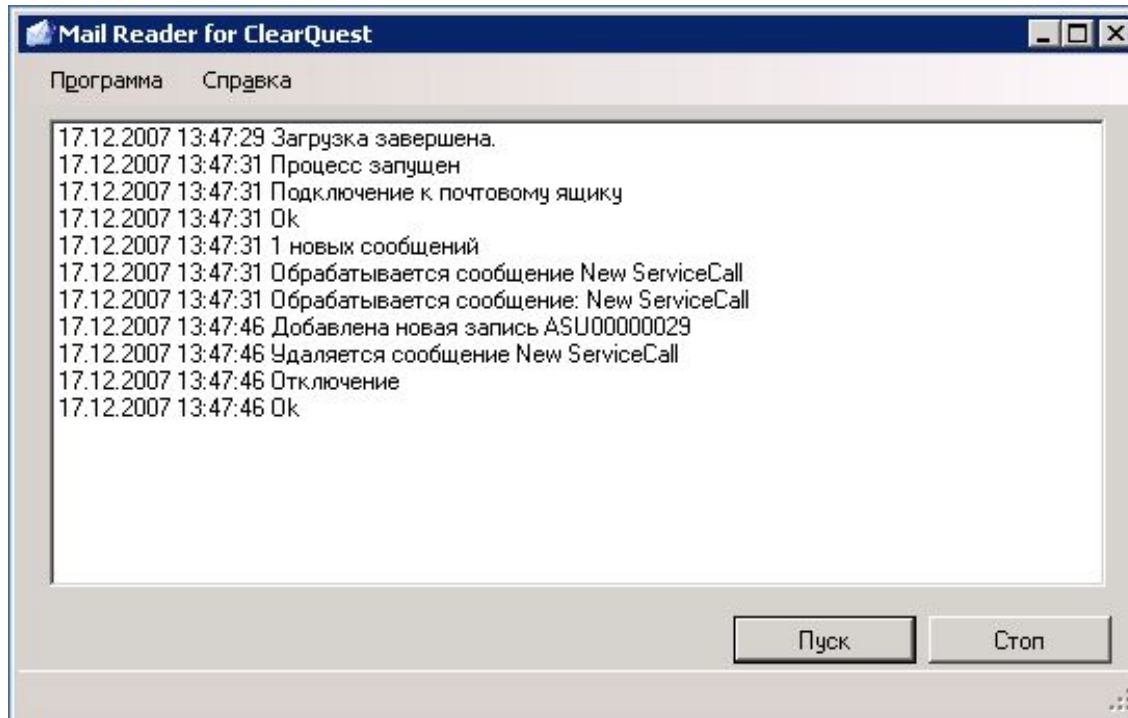 Mail Reader for ClearQuest
Программа Справка
17.12.2007 13:47:29 Загрузка завершена.
17.12.2007 13:47:31 Процесс запущен
17.12.2007 13:47:31 Подключение к почтовому ящику
17.12.2007 13:47:31 Ok
17.12.2007 13:47:31 1 новых сообщений
17.12.2007 13:47:31 Обрабатывается сообщение New ServiceCall
17.12.2007 13:47:31 Обрабатывается сообщение: New ServiceCall
17.12.2007 13:47:46 Добавлена новая запись ASU00000029
17.12.2007 13:47:46 Удаляется сообщение New ServiceCall
17.12.2007 13:47:46 Отключение
17.12.2007 13:47:46 Ok
Пуск Стоп